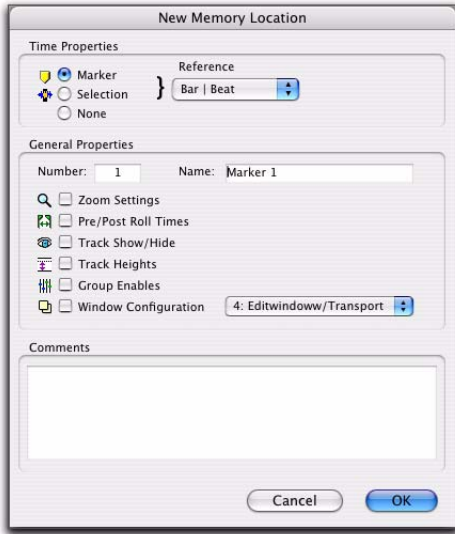 New Memory Location
Time Properties
Marker
Selection
None
}
Reference
Bar | Beat
General Properties
Number: 1 Name: Marker 1
Zoom Settings
Pre/Post Roll Times
Track Show/Hide
Track Heights
Group Enables
Window Configuration 4: Editwindoww/Transport
Comments
Cancel OK